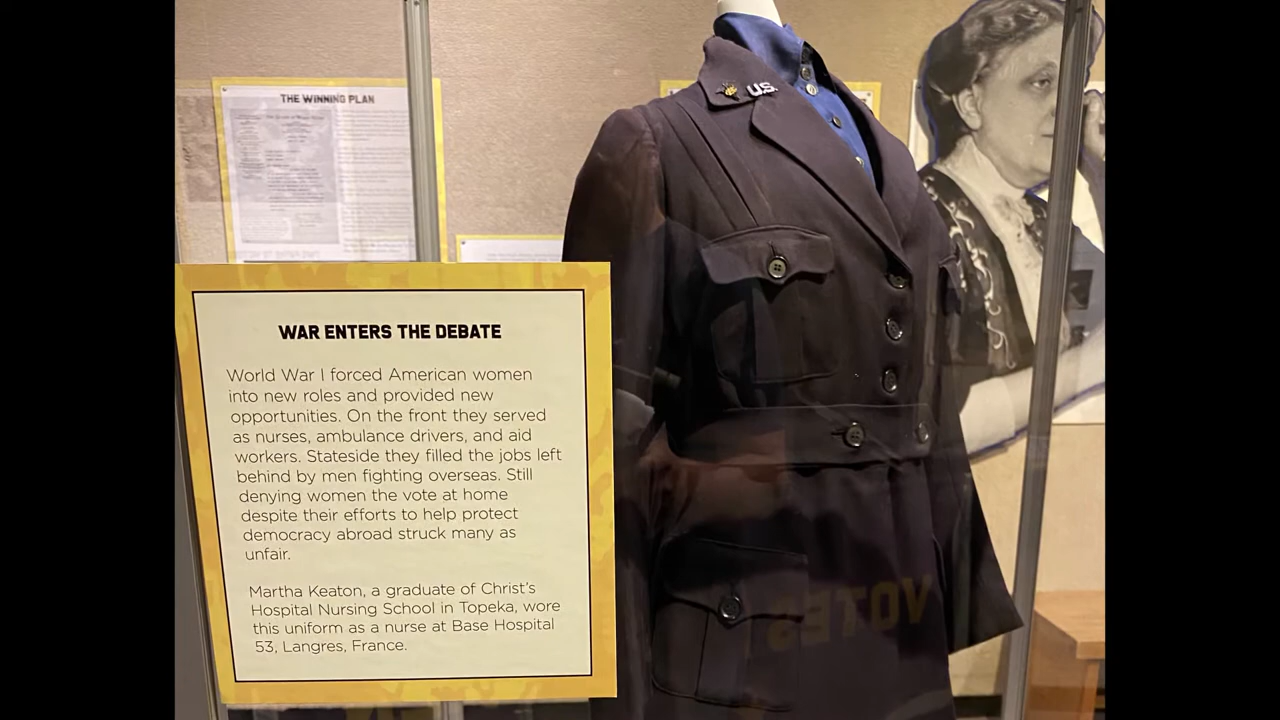 THE WINNING PLAN
U.S.
WAR ENTERS THE DEBATE
World War I forced American women
into new roles and provided new
opportunities. On the front they served
as nurses, ambulance drivers, and aid
workers. Stateside they filled the jobs left
behind by men fighting overseas. Still
denying women the vote at home
despite their efforts to help protect
democracy abroad struck many as
unfair.
Martha Keaton, a graduate of Christ's
Hospital Nursing School in Topeka, wore
this uniform as a nurse at Base Hospital
53, Langres, France.
VOTES